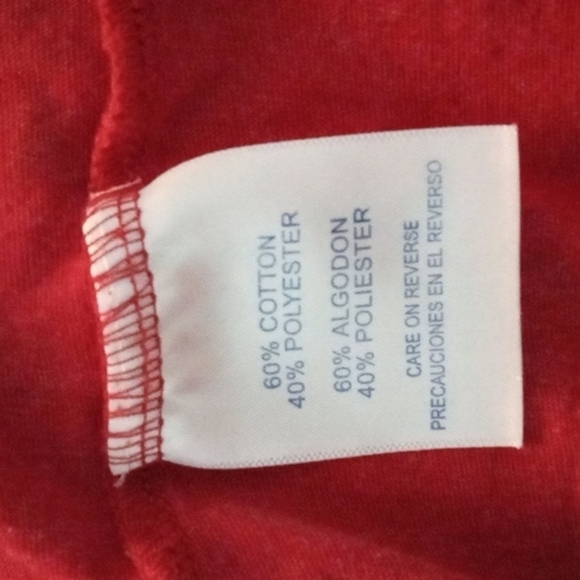 60% COTTON
40% POLYESTER
60% ALGODON
40% POLIESTER
CARE ON REVERSE
PRECAUCIONES EN EL REVERSO